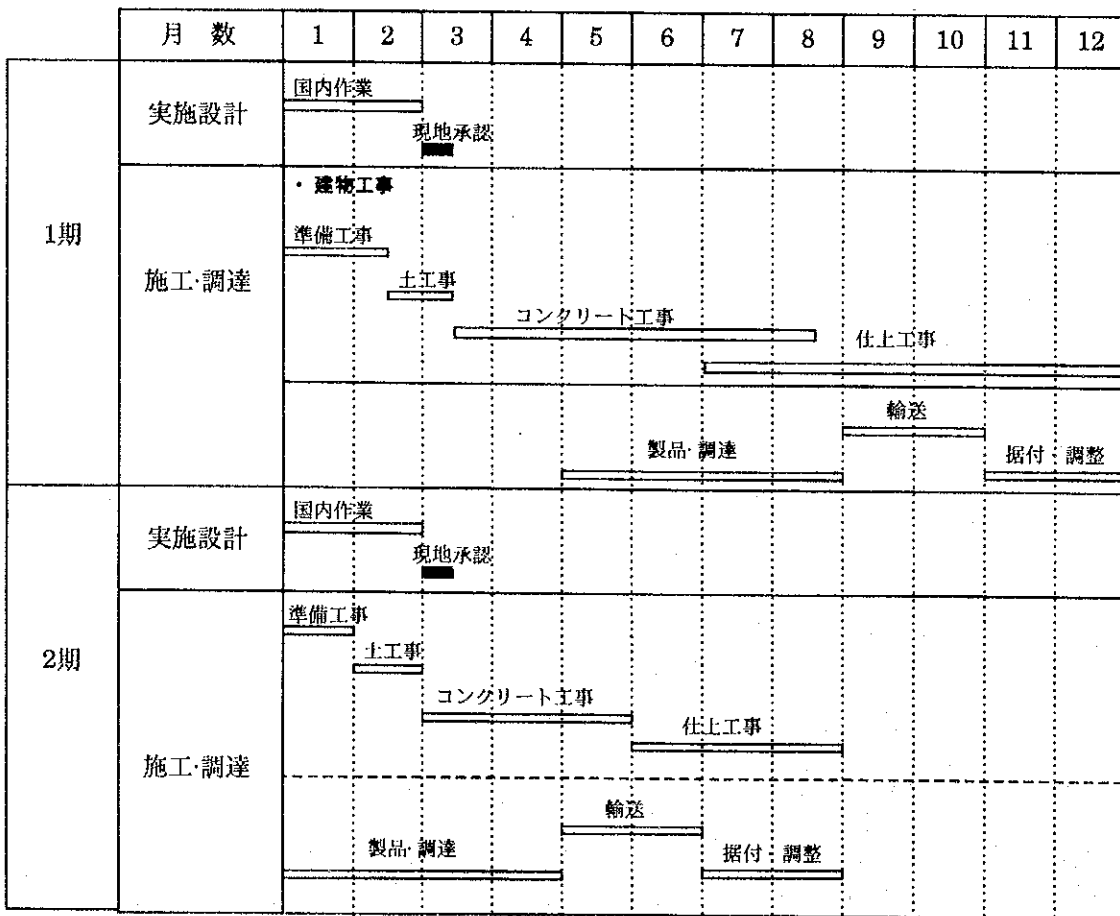 月 数 1 2 3 4 5 6 7 8 9 10 11 12
1期
実施設計
国内作業
現地承認
施工・調達
・建物工事
準備工事
土工事
コンクリート工事
仕上工事
輸送
製品・調達
据付・調整
2期
実施設計
国内作業
現地承認
施工・調達
準備工事
土工事
コンクリート工事
仕上工事
輸送
製品・調達
据付・調整